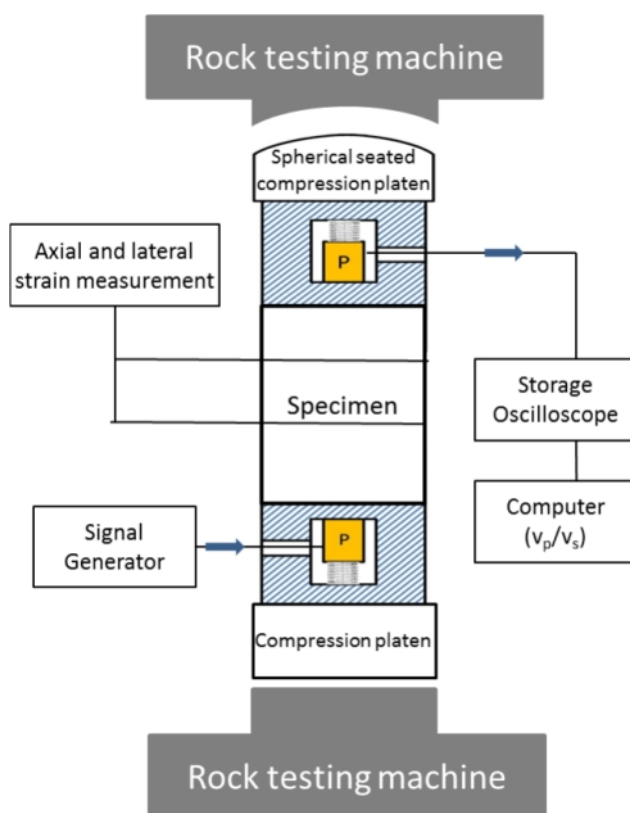 Rock testing machine
Spherical seated
compression platen
P
Axial and lateral
strain measurement
Specimen
Storage
Oscilloscope
Computer
(vₚ/vₛ)
Signal
Generator
P
Compression platen
Rock testing machine